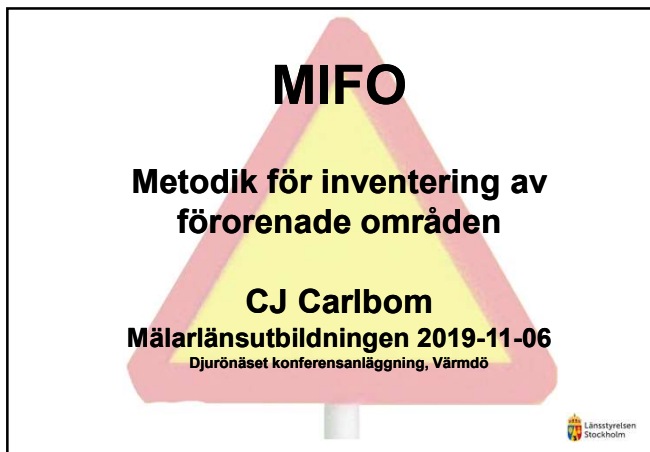 MIFO
Metodik för inventering av
förorenade områden
CJ Carlbom
Mälarlänsutbildningen 2019-11-06
Djurönäset konferensanläggning, Värmdö
Länsstyrelsen
Stockholm